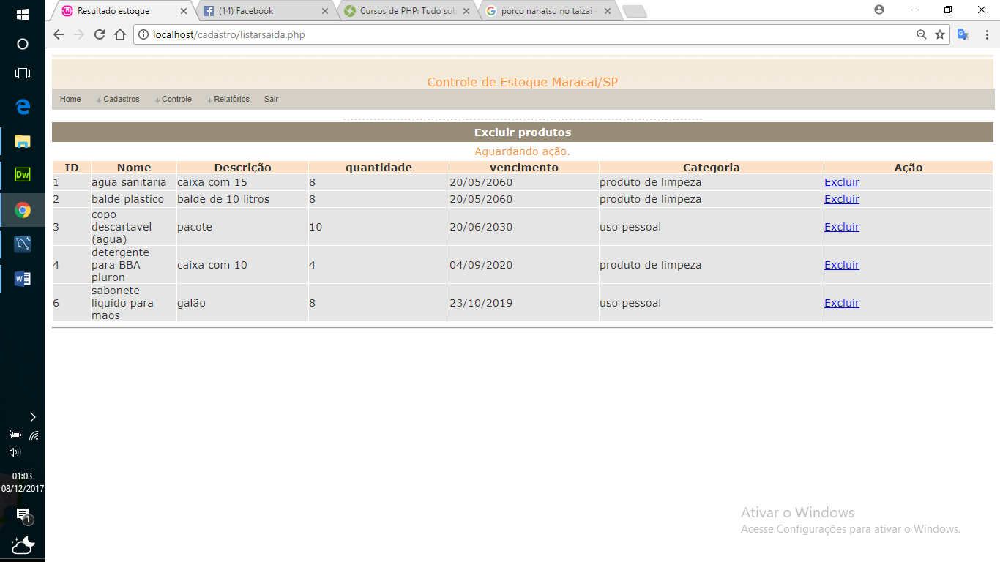 Resultado estoque
(14) Facebook
Cursos de PHP: Tudo sob
porco nanatsu no taizai -
localhost/cadastro/listarsaida.php
Controle de Estoque Maracai/SP
Home Cadastros Controle Relatórios Sair
Excluir produtos
Aguardando ação.
ID Nome Descrição quantidade vencimento Categoria Ação
1 agua sanitaria caixa com 15 8 20/05/2060 produto de limpeza Excluir
2 balde plastico balde de 10 litros 8 20/05/2060 produto de limpeza Excluir
copo
descartavel
(agua)
3 pacote 10 20/06/2030 uso pessoal Excluir
detergente
para BBA
pluron
4 caixa com 10 4 04/09/2020 produto de limpeza Excluir
sabonete
liquido para
maos
6 galão 8 23/10/2019 uso pessoal Excluir
Dw
W
01:03
08/12/2017
1
Ativar o Windows
Acesse Configurações para ativar o Windows.